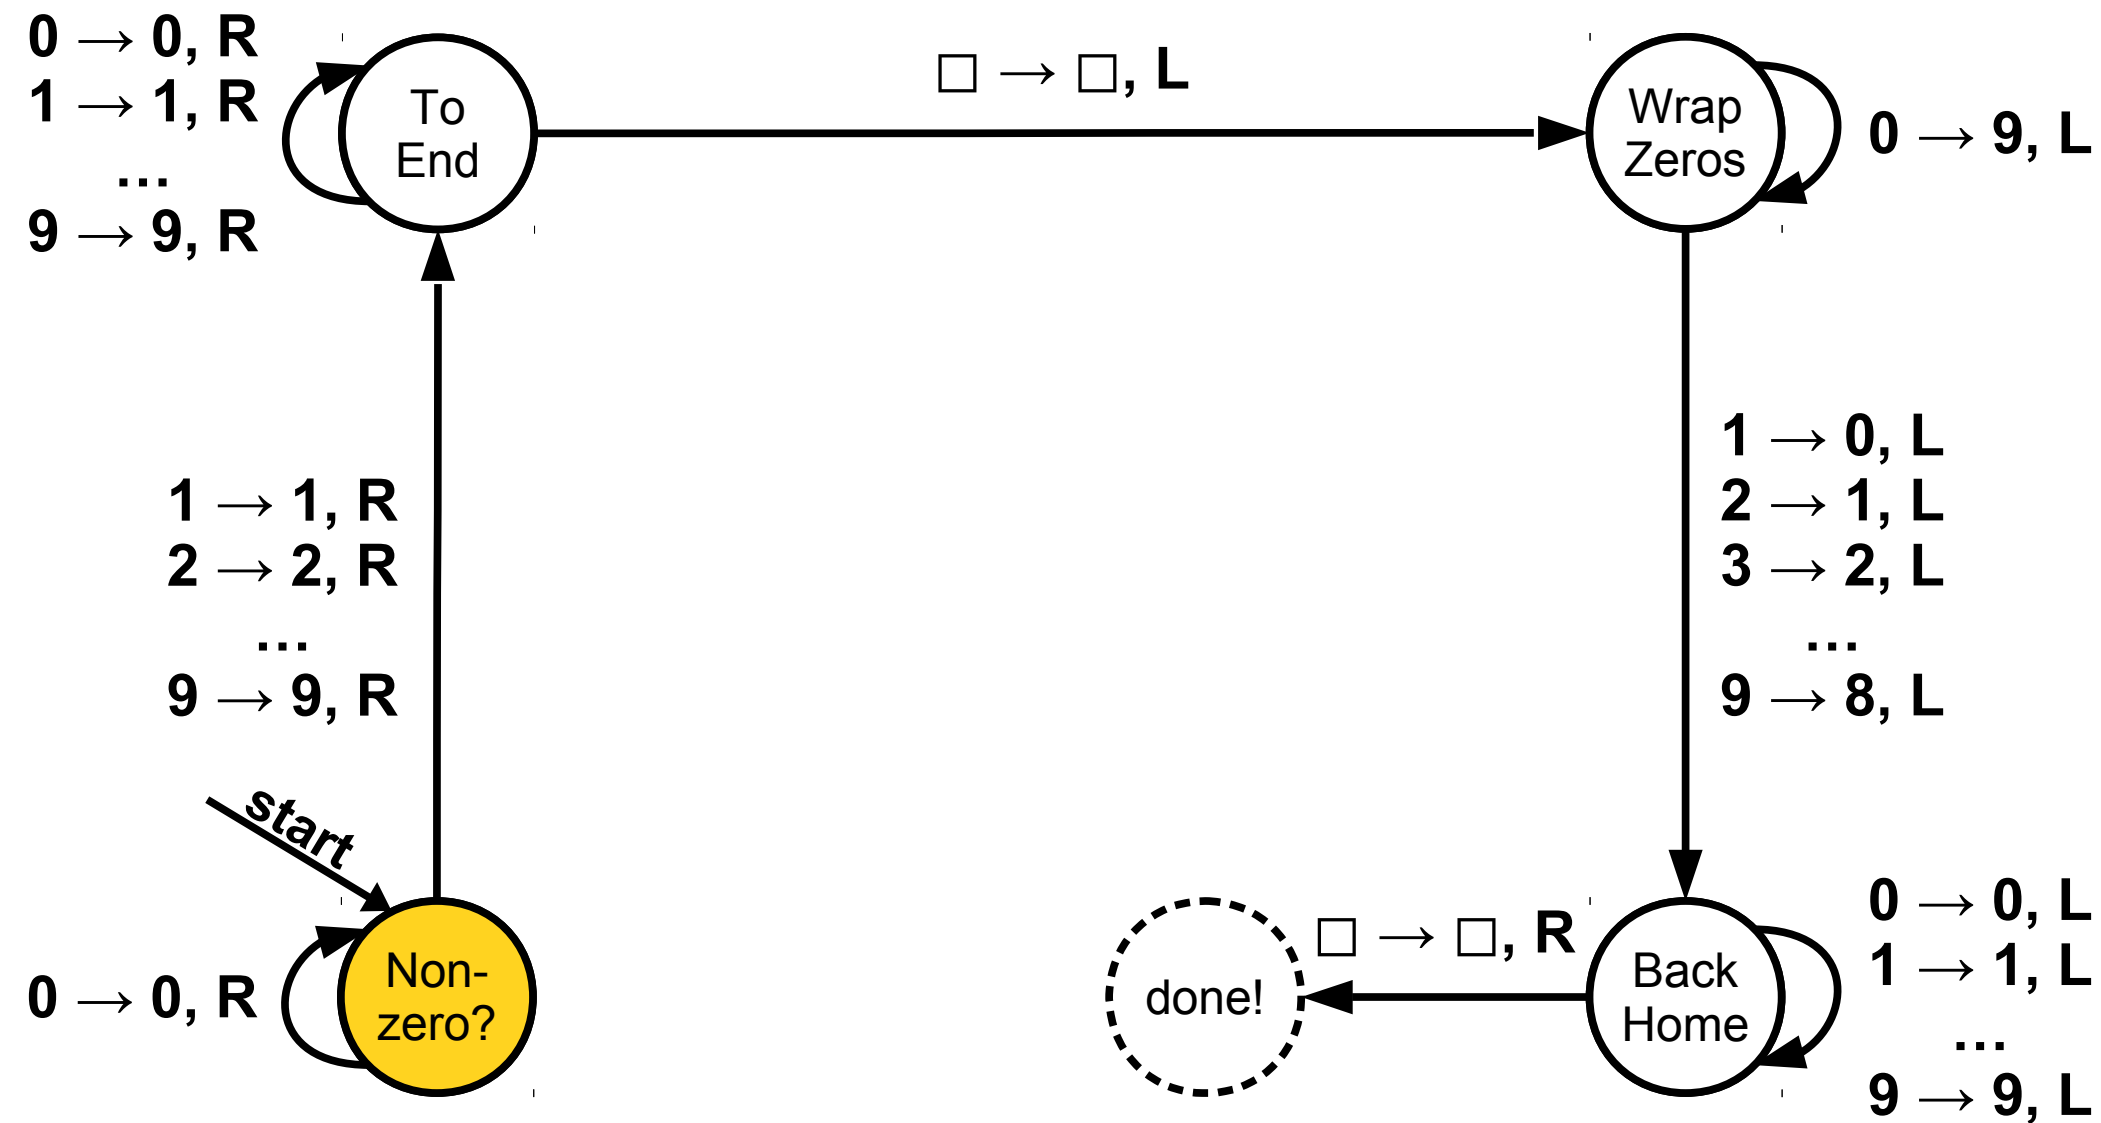 0 → 0, R
1 → 1, R
…
9 → 9, R
To
End
□ → □, L
Wrap
Zeros
0 → 9, L
1 → 1, R
2 → 2, R
…
9 → 9, R
1 → 0, L
2 → 1, L
3 → 2, L
…
9 → 8, L
start
Non-
zero?
0 → 0, R
done!
□ → □, R
Back
Home
0 → 0, L
1 → 1, L
…
9 → 9, L